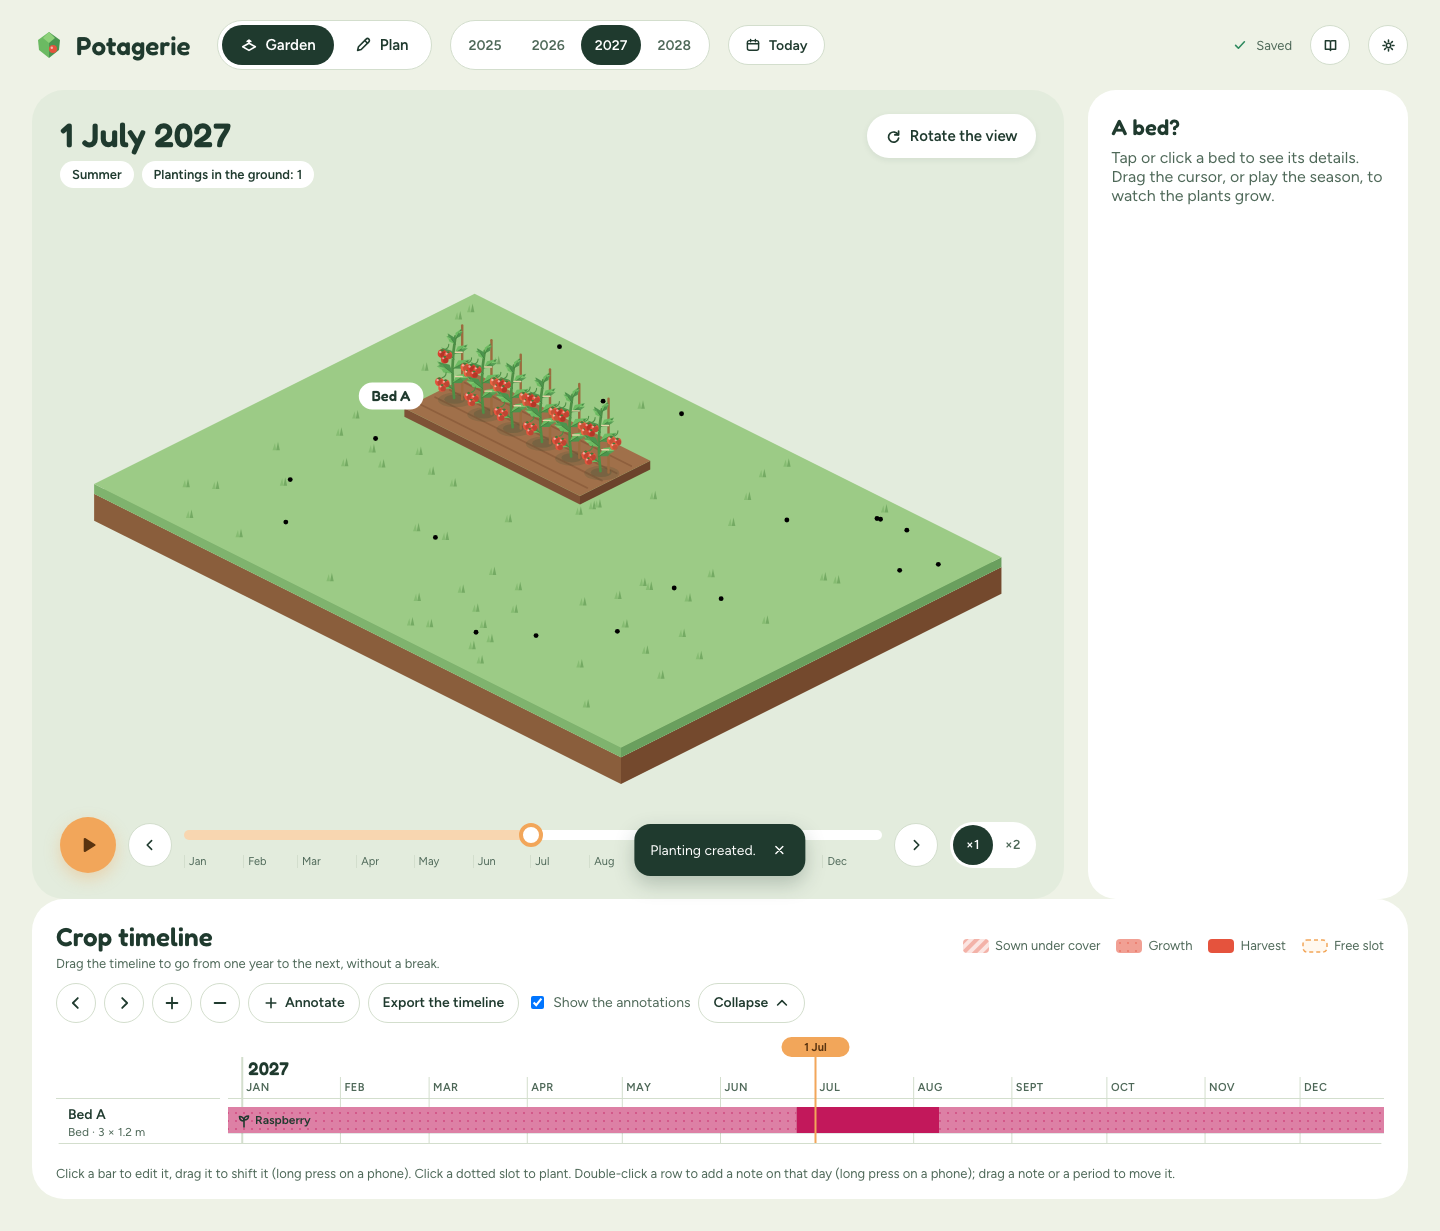 Potagerie
Garden
Plan
2025
2026
2027
2028
Today
Saved
1 July 2027
Summer
Plantings in the ground: 1
Rotate the view
Bed A
A bed?
Tap or click a bed to see its details.
Drag the cursor, or play the season, to
watch the plants grow.
Jan
Feb
Mar
Apr
May
Jun
Jul
Aug
Dec
Planting created.
×1
×2
Crop timeline
Drag the timeline to go from one year to the next, without a break.
Sown under cover
Growth
Harvest
Free slot
Annotate
Export the timeline
Show the annotations
Collapse
1 Jul
2027
JAN
FEB
MAR
APR
MAY
JUN
JUL
AUG
SEPT
OCT
NOV
DEC
Bed A
Bed · 3 × 1.2 m
Raspberry
Click a bar to edit it, drag it to shift it (long press on a phone). Click a dotted slot to plant. Double-click a row to add a note on that day (long press on a phone); drag a note or a period to move it.